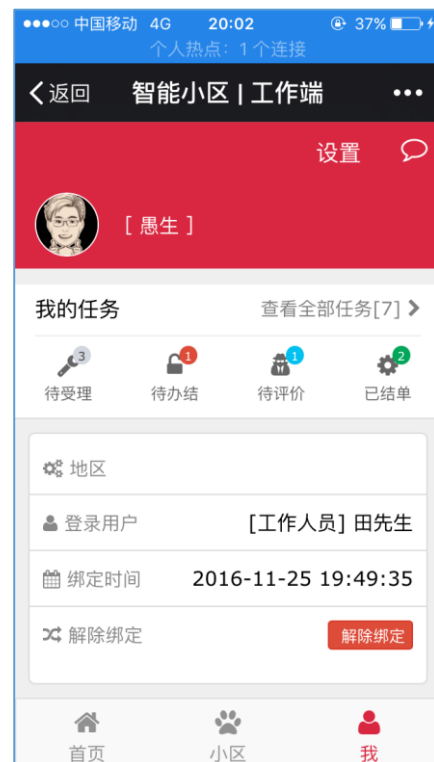 中国移动 4G 20:02 37%
个人热点：1个连接
返回 智能小区 | 工作端
设置
[ 愚生 ]
我的任务 查看全部任务[7]
3 1 1 2
待受理 待办结 待评价 已结单
地区
登录用户 [工作人员] 田先生
绑定时间 2016-11-25 19:49:35
解除绑定 解除绑定
首页 小区 我